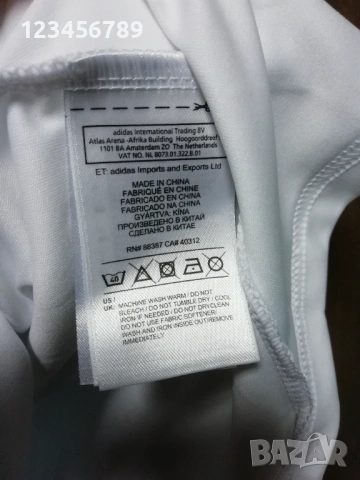 123456789
adidas International Trading BV
Atlas Arena -Afrika Building Hoogoorddreef
1101 BA Amsterdam ZO The Netherlands
VAT NO. NL 8073.01.322.B.01
ET: adidas Imports and Exports Ltd
MADE IN CHINA
FABRIQUÉ EN CHINE
FABRICADO EN CHINA
FABRICADO NA CHINA
GYÁRTVA: KÍNA
ПРОИЗВЕДЕНО В КИТАЙ
СДЕЛАНО В КИТАЕ
RN# 88387 CA# 40312
US / UK: MACHINE WASH WARM / DO NOT
BLEACH / DO NOT TUMBLE DRY / COOL
IRON IF NEEDED / DO NOT DRYCLEAN
DO NOT USE FABRIC SOFTENER /
WASH AND IRON INSIDE OUT/REMOVE
IMMEDIATELY
BAZAR